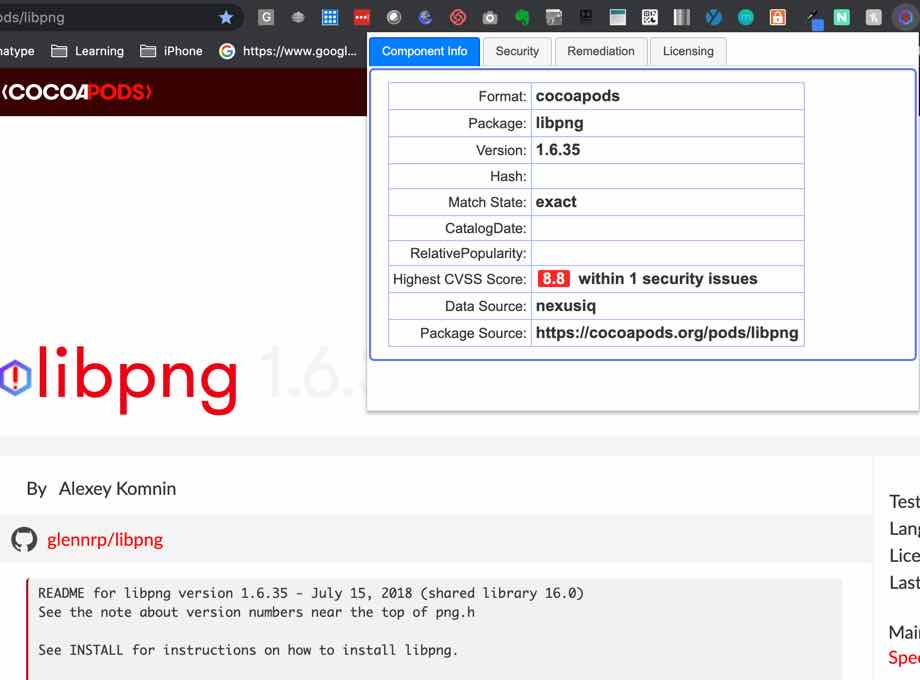 ods/libpng
natype Learning iPhone https://www.googl...
COCOAPODS
Component Info Security Remediation Licensing
Format: cocoapods
Package: libpng
Version: 1.6.35
Hash:
Match State: exact
CatalogDate:
RelativePopularity:
Highest CVSS Score: 8.8 within 1 security issues
Data Source: nexusiq
Package Source: https://cocoapods.org/pods/libpng
libpng 1.6.
By Alexey Komnin
glennrp/libpng
README for libpng version 1.6.35 - July 15, 2018 (shared library 16.0)
See the note about version numbers near the top of png.h
See INSTALL for instructions on how to install libpng.
Test
Lang
Lice
Last
Mai
Spec